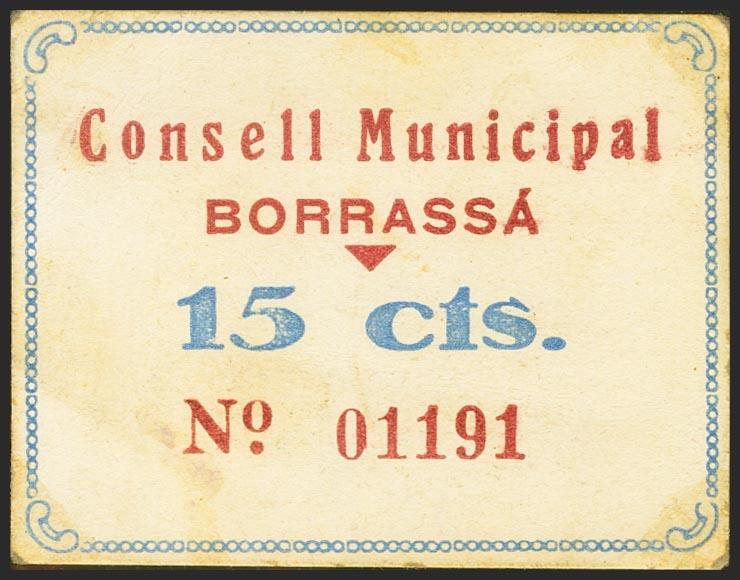 Consell Municipal
BORRASSÁ
15 cts.
Nº 01191